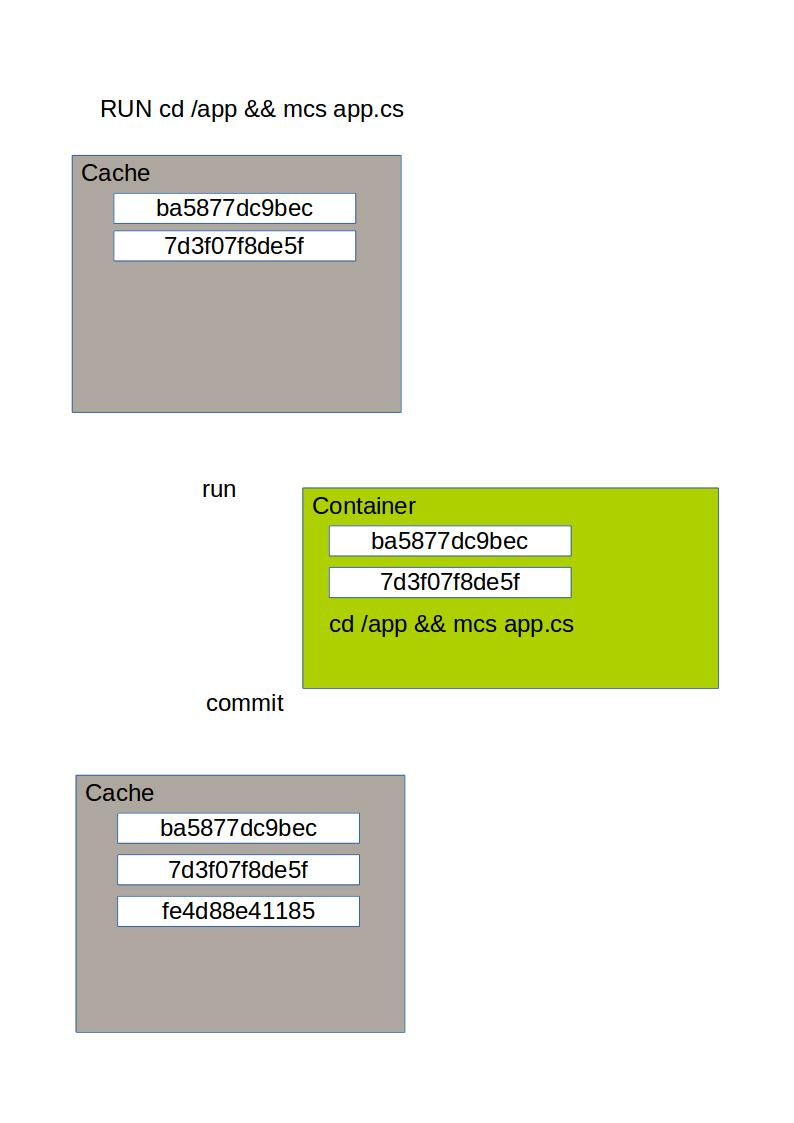 RUN cd /app && mcs app.cs
Cache
ba5877dc9bec
7d3f07f8de5f
run
Container
ba5877dc9bec
7d3f07f8de5f
cd /app && mcs app.cs
commit
Cache
ba5877dc9bec
7d3f07f8de5f
fe4d88e41185